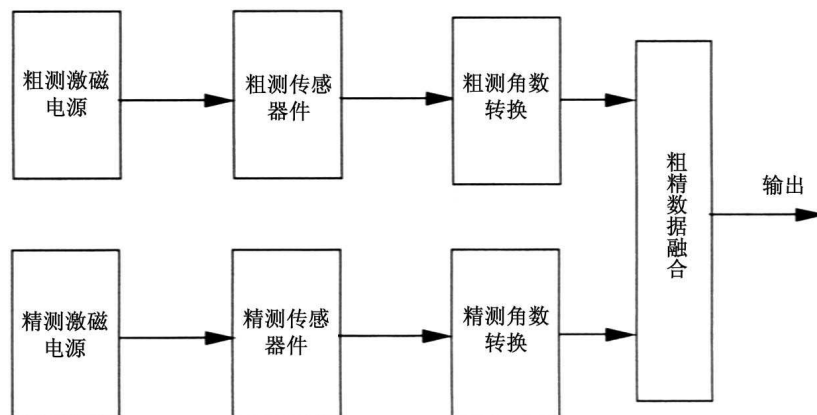 粗测激磁
电源
粗测传感
器件
粗测角数
转换
粗精数据融合
输出
精测激磁
电源
精测传感
器件
精测角数
转换